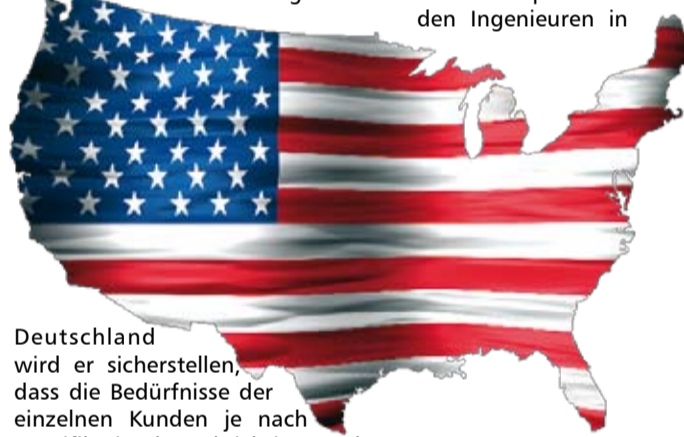 den Ingenieuren in
Deutschland
wird er sicherstellen,
dass die Bedürfnisse der
einzelnen Kunden je nach